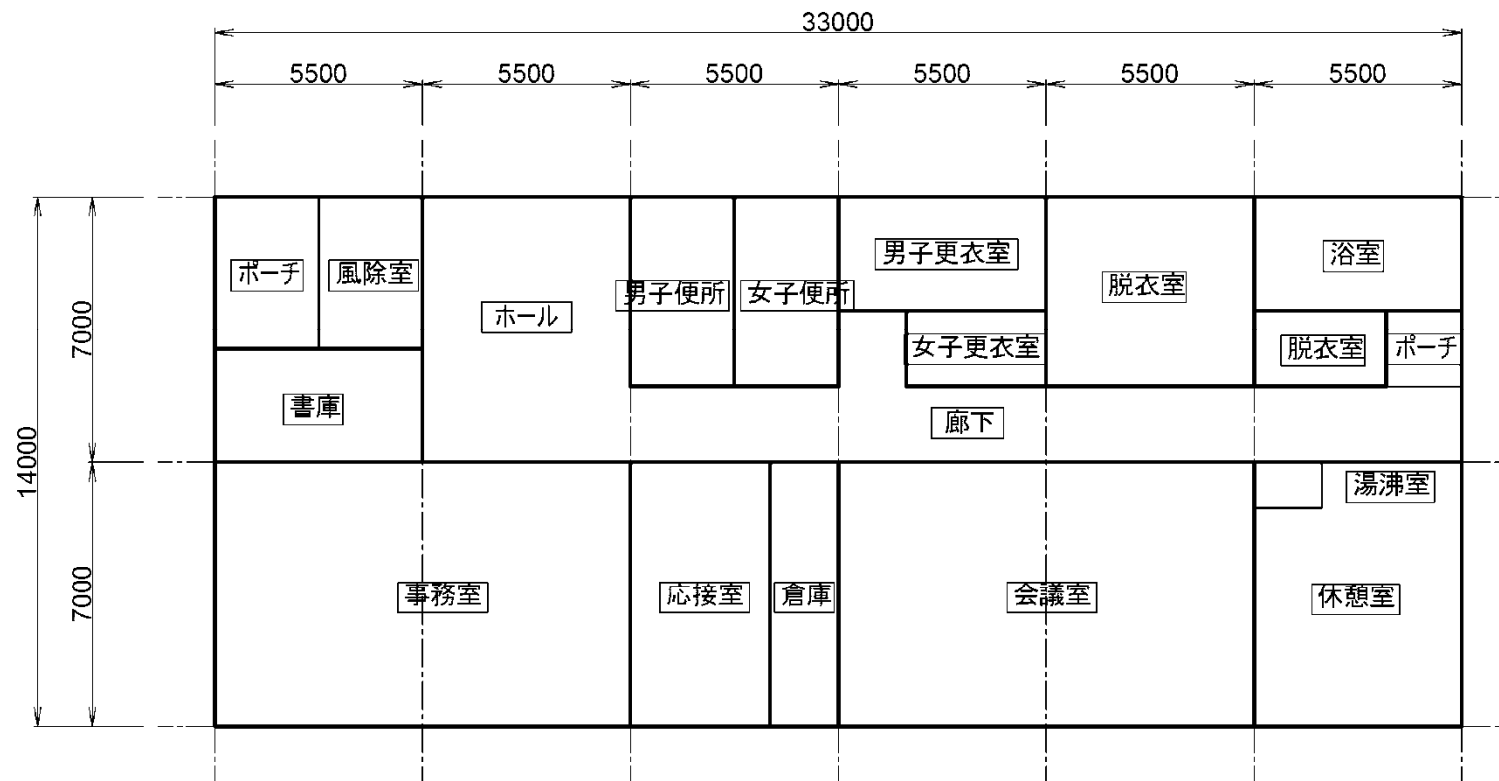 33000
5500 5500 5500 5500 5500 5500
14000
7000
7000
ポーチ
風除室
ホール
男子便所
女子便所
男子更衣室
女子更衣室
脱衣室
浴室
脱衣室
ポーチ
書庫
廊下
事務室
応接室
倉庫
会議室
湯沸室
休憩室